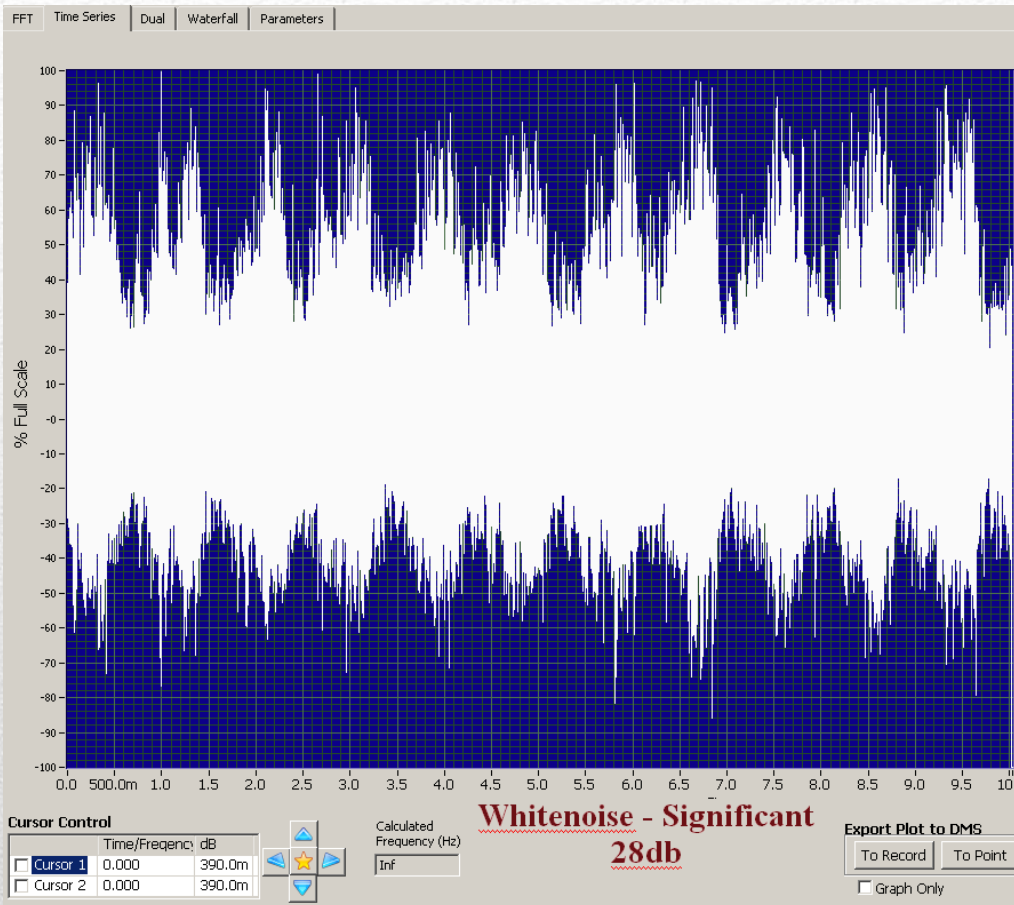 FFT Time Series Dual Waterfall Parameters
100
90
80
70
60
50
40
30
20
10
-0
-10
-20
-30
-40
-50
-60
-70
-80
-90
-100
% Full Scale
0.0 500.0m 1.0 1.5 2.0 2.5 3.0 3.5 4.0 4.5 5.0 5.5 6.0 6.5 7.0 7.5 8.0 8.5 9.0 9.5 10
Cursor Control
Time/Freqency dB
Cursor 1 0.000 390.0m
Cursor 2 0.000 390.0m
Calculated
Frequency (Hz)
Inf
Whitenoise - Significant
28db
Export Plot to DMS
To Record To Point
Graph Only